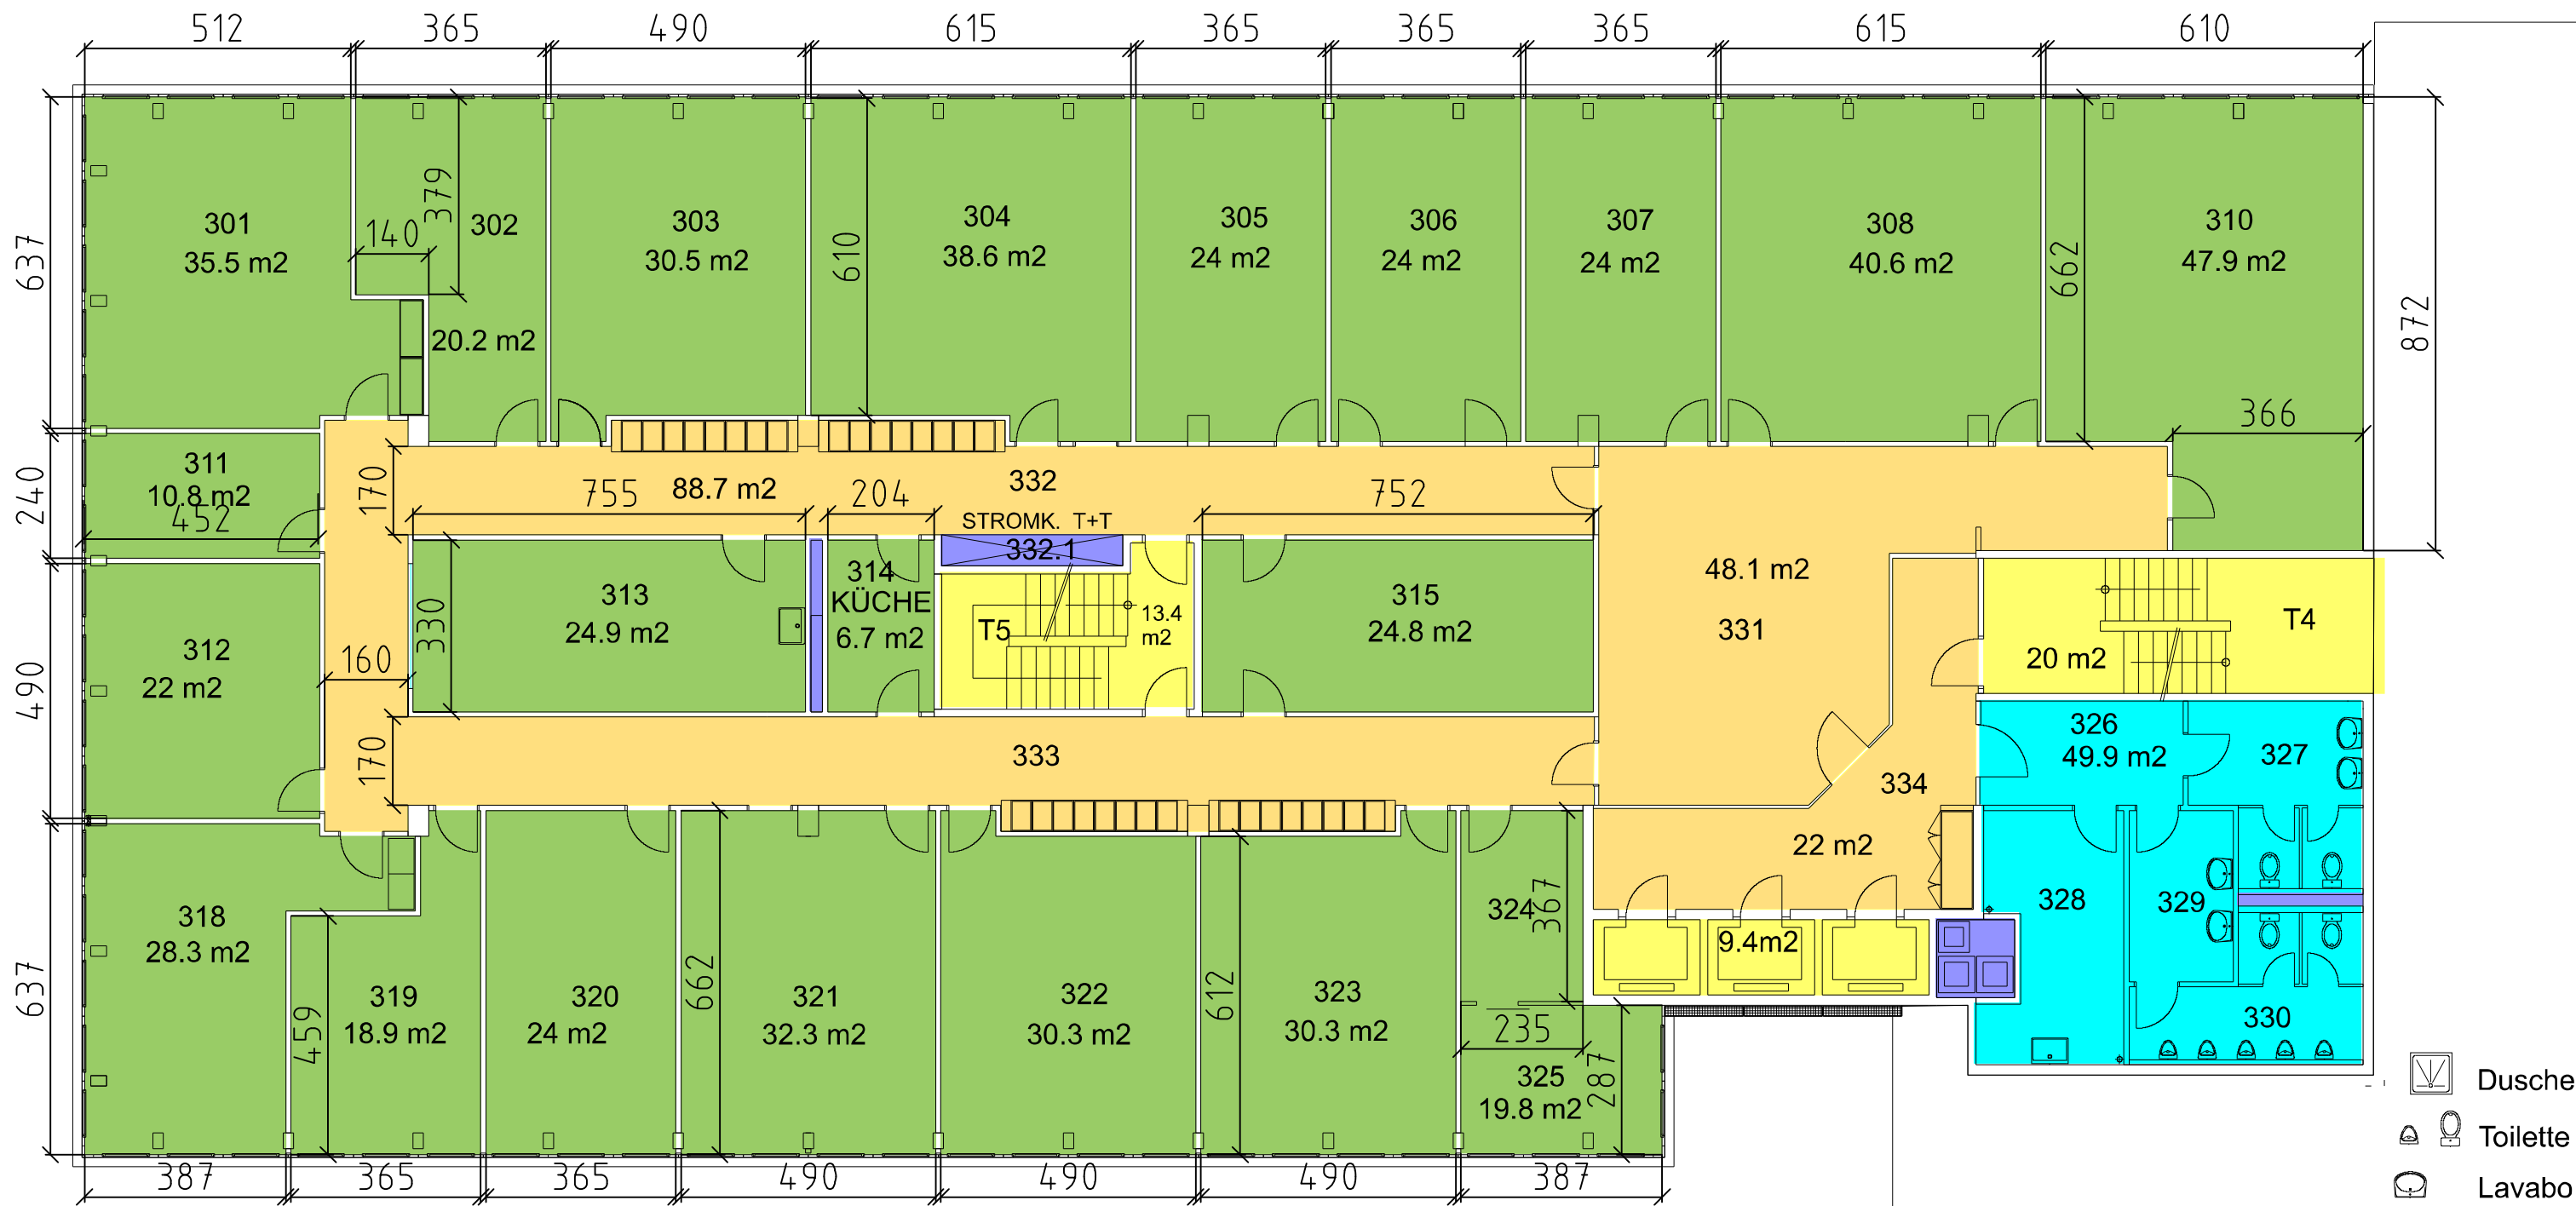 512 365 490 615 365 365 365 615 610
637
240
490
637
301
35.5 m2
140
379
302
20.2 m2
303
30.5 m2
610
304
38.6 m2
305
24 m2
306
24 m2
307
24 m2
308
40.6 m2
662
310
47.9 m2
366
872
311
10.8 m2
452
170
755
88.7 m2
204
332
752
STROMK. T+T
332.1
312
22 m2
160
330
313
24.9 m2
314
KÜCHE
6.7 m2
T5
13.4
m2
315
24.8 m2
48.1 m2
331
T4
20 m2
170
333
334
22 m2
326
49.9 m2
327
328
329
330
318
28.3 m2
459
319
18.9 m2
320
24 m2
662
321
32.3 m2
322
30.3 m2
612
323
30.3 m2
324
367
235
325
19.8 m2
287
9.4m2
387 365 365 490 490 490 387
Dusche
Toilette
Lavabo